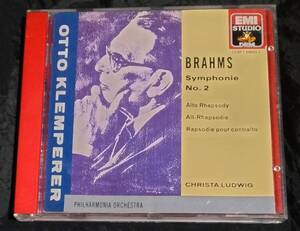 OTTO KLEMPERER
EMI
STUDIO
DRM
BRAHMS
Symphonie
No. 2
Alto Rhapsody
Alt-Rhapsodie
Rapsodie pour contralto
CHRISTA LUDWIG
PHILHARMONIA ORCHESTRA